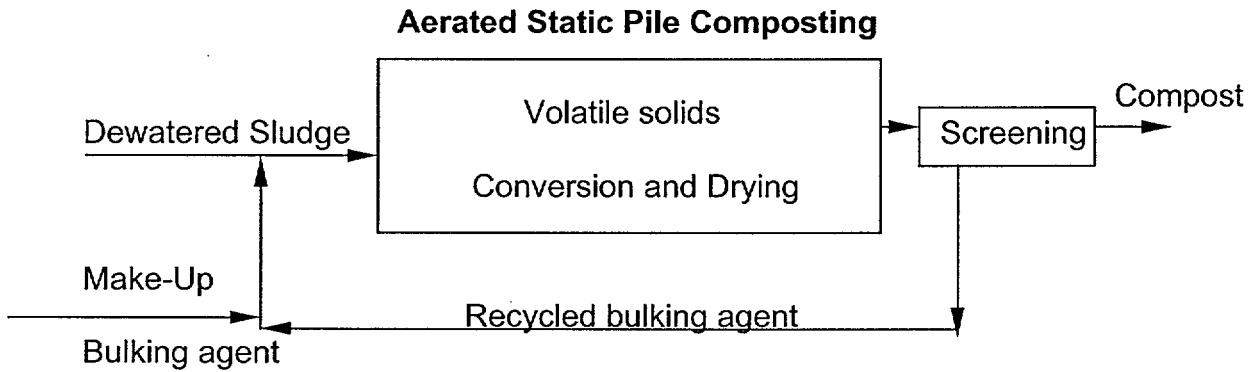 Aerated Static Pile Composting
Volatile solids
Conversion and Drying
Dewatered Sludge
Screening
Compost
Make-Up
Bulking agent
Recycled bulking agent